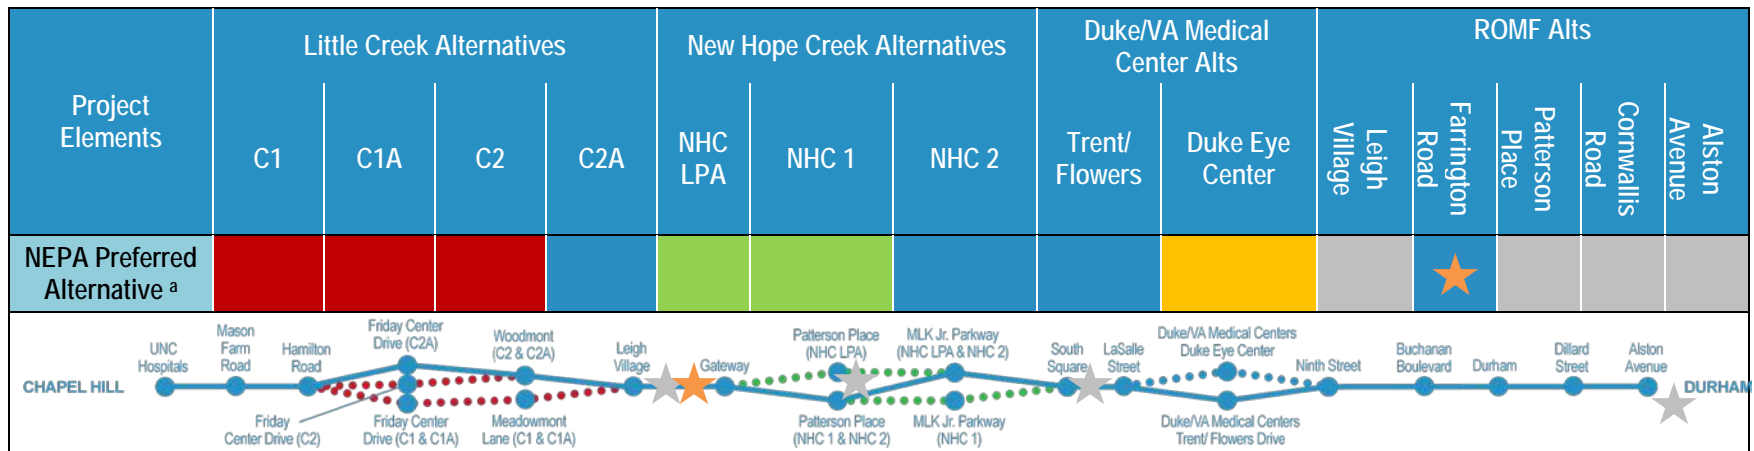 Project
Elements
Little Creek Alternatives
New Hope Creek Alternatives
Duke/VA Medical
Center Alts
ROMF Alts
C1
C1A
C2
C2A
NHC
LPA
NHC 1
NHC 2
Trent/
Flowers
Duke Eye
Center
Leigh
Village
Farrington
Road
Patterson
Place
Cornwallis
Road
Alston
Avenue
NEPA Preferred
Alternative a
CHAPEL HILL
UNC
Hospitals
Mason
Farm
Road
Hamilton
Road
Friday Center
Drive (C2A)
Friday
Center Drive (C2)
Friday Center
Drive (C1 & C1A)
Woodmont
(C2 & C2A)
Meadowmont
Lane (C1 & C1A)
Leigh
Village
Gateway
Patterson Place
(NHC LPA)
Patterson Place
(NHC 1 & NHC 2)
MLK Jr. Parkway
(NHC LPA & NHC 2)
MLK Jr. Parkway
(NHC 1)
South
Square
LaSalle
Street
Duke/VA Medical Centers
Duke Eye Center
Duke/VA Medical Centers
Trent/ Flowers Drive
Ninth Street
Buchanan
Boulevard
Durham
Dillard
Street
Alston
Avenue
DURHAM